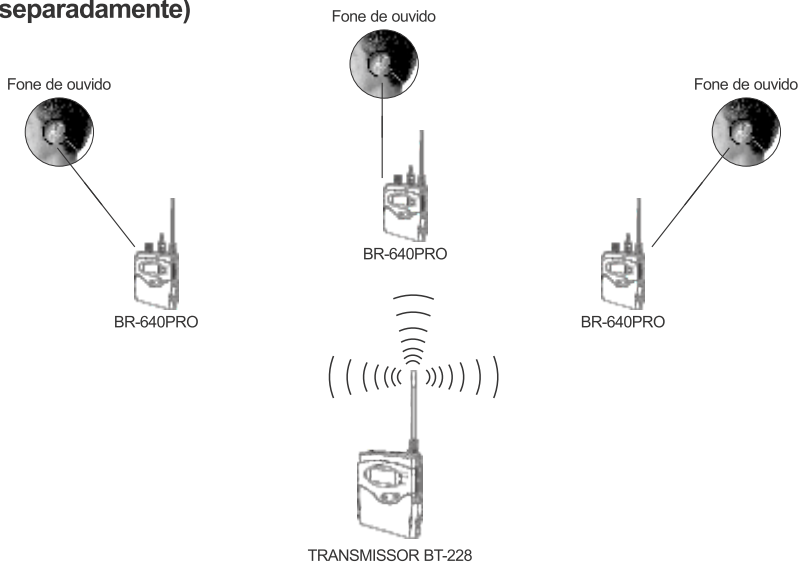 separadamente)
Fone de ouvido
Fone de ouvido
Fone de ouvido
BR-640PRO
BR-640PRO
BR-640PRO
TRANSMISSOR BT-228